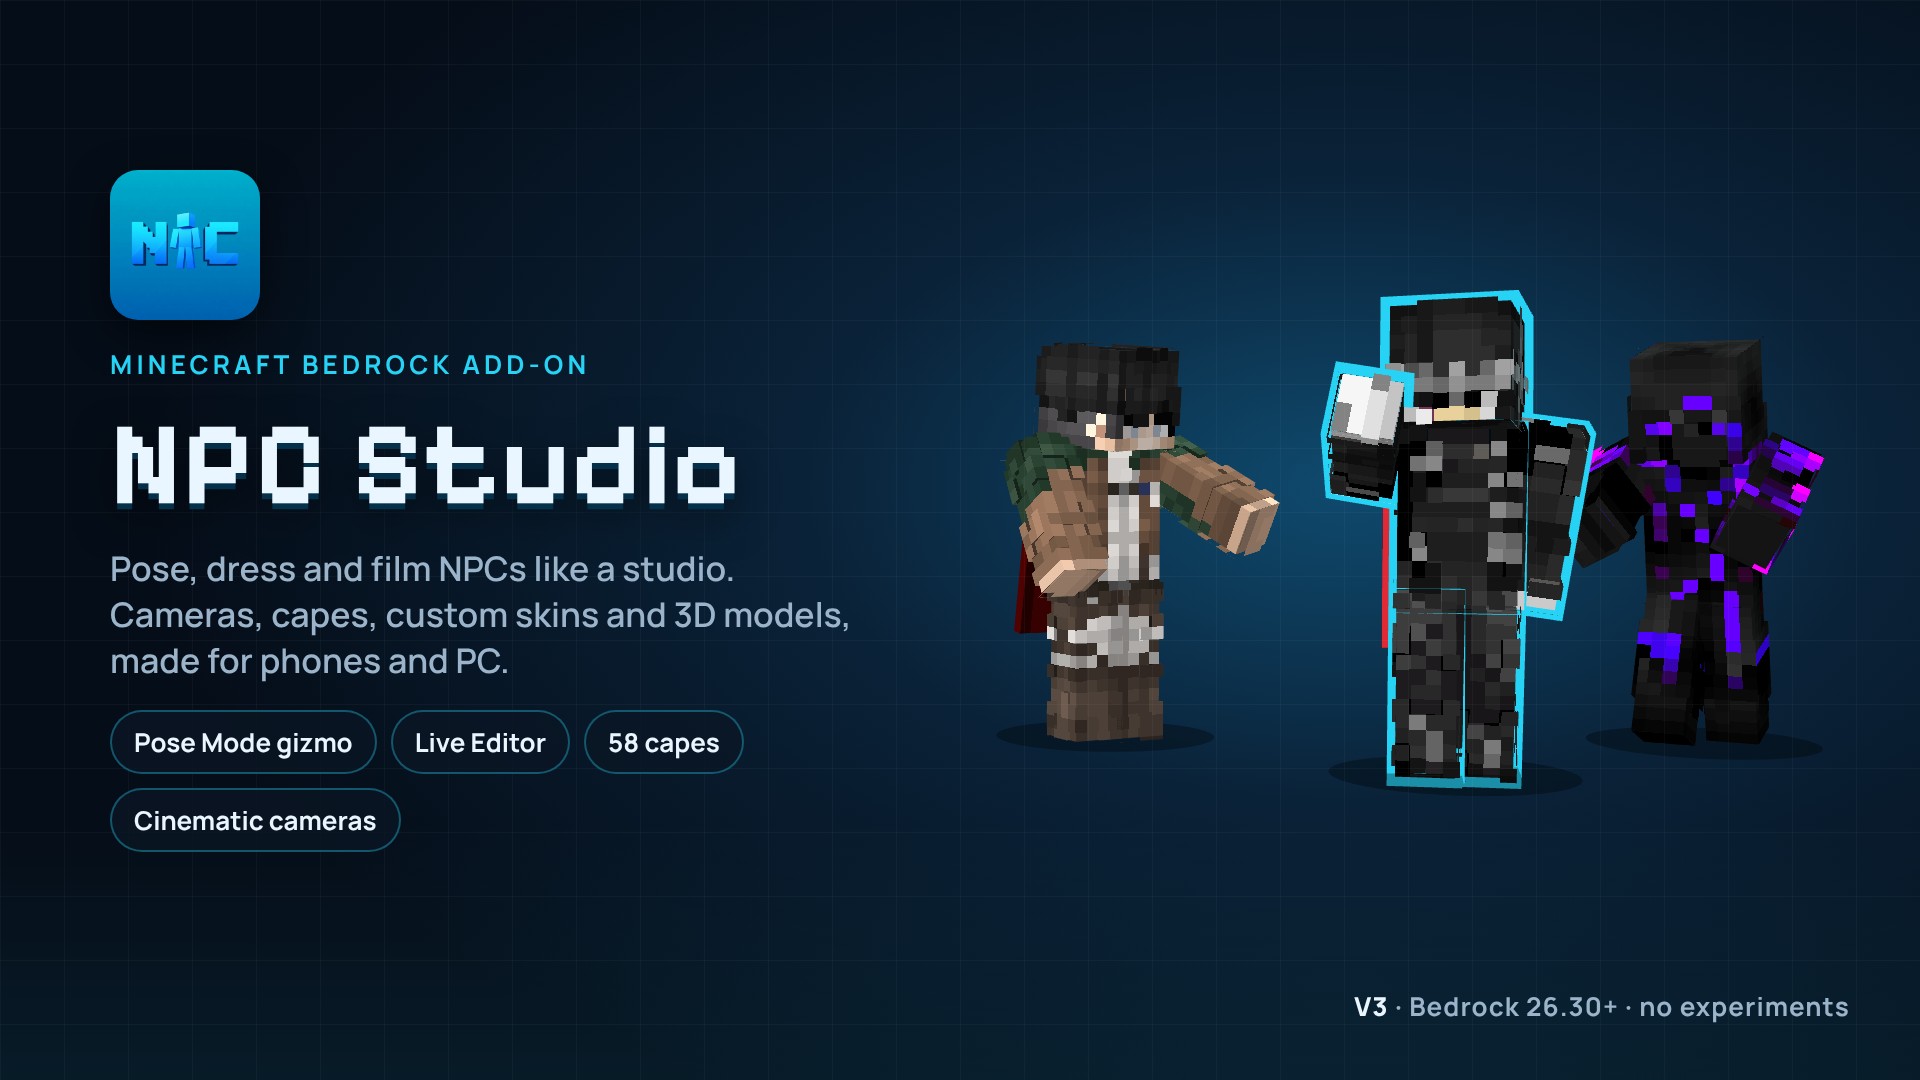 NIC
MINECRAFT BEDROCK ADD-ON
NPC Studio
Pose, dress and film NPCs like a studio.
Cameras, capes, custom skins and 3D models,
made for phones and PC.
Pose Mode gizmo
Live Editor
58 capes
Cinematic cameras
V3 · Bedrock 26.30+ · no experiments